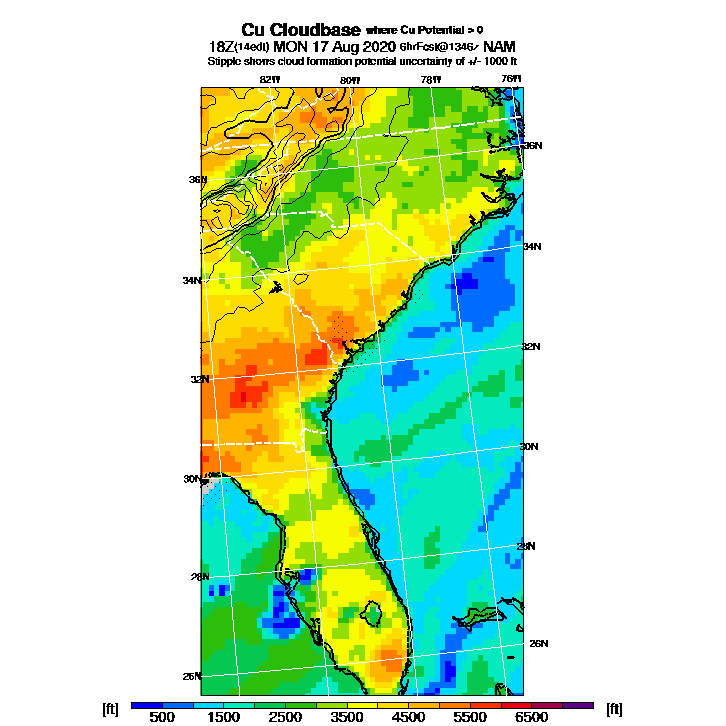 Cu Cloudbase where Cu Potential > 0
18Z(14edt) MON 17 Aug 2020 6hrFcst@1346z NAM
Stipple shows cloud formation potential uncertainty of +/- 1000 ft
82W 80W 78W 76W
36N
36N
34N
34N
32N
32N
30N
30N
28N
28N
26N
26N
[ft] 500 1500 2500 3500 4500 5500 6500 [ft]